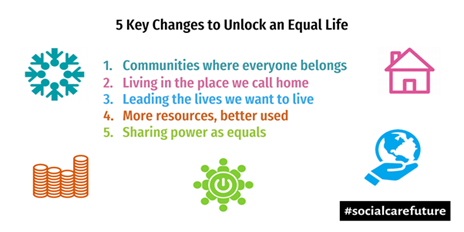 5 Key Changes to Unlock an Equal Life
1. Communities where everyone belongs
2. Living in the place we call home
3. Leading the lives we want to live
4. More resources, better used
5. Sharing power as equals
#socialcarefuture